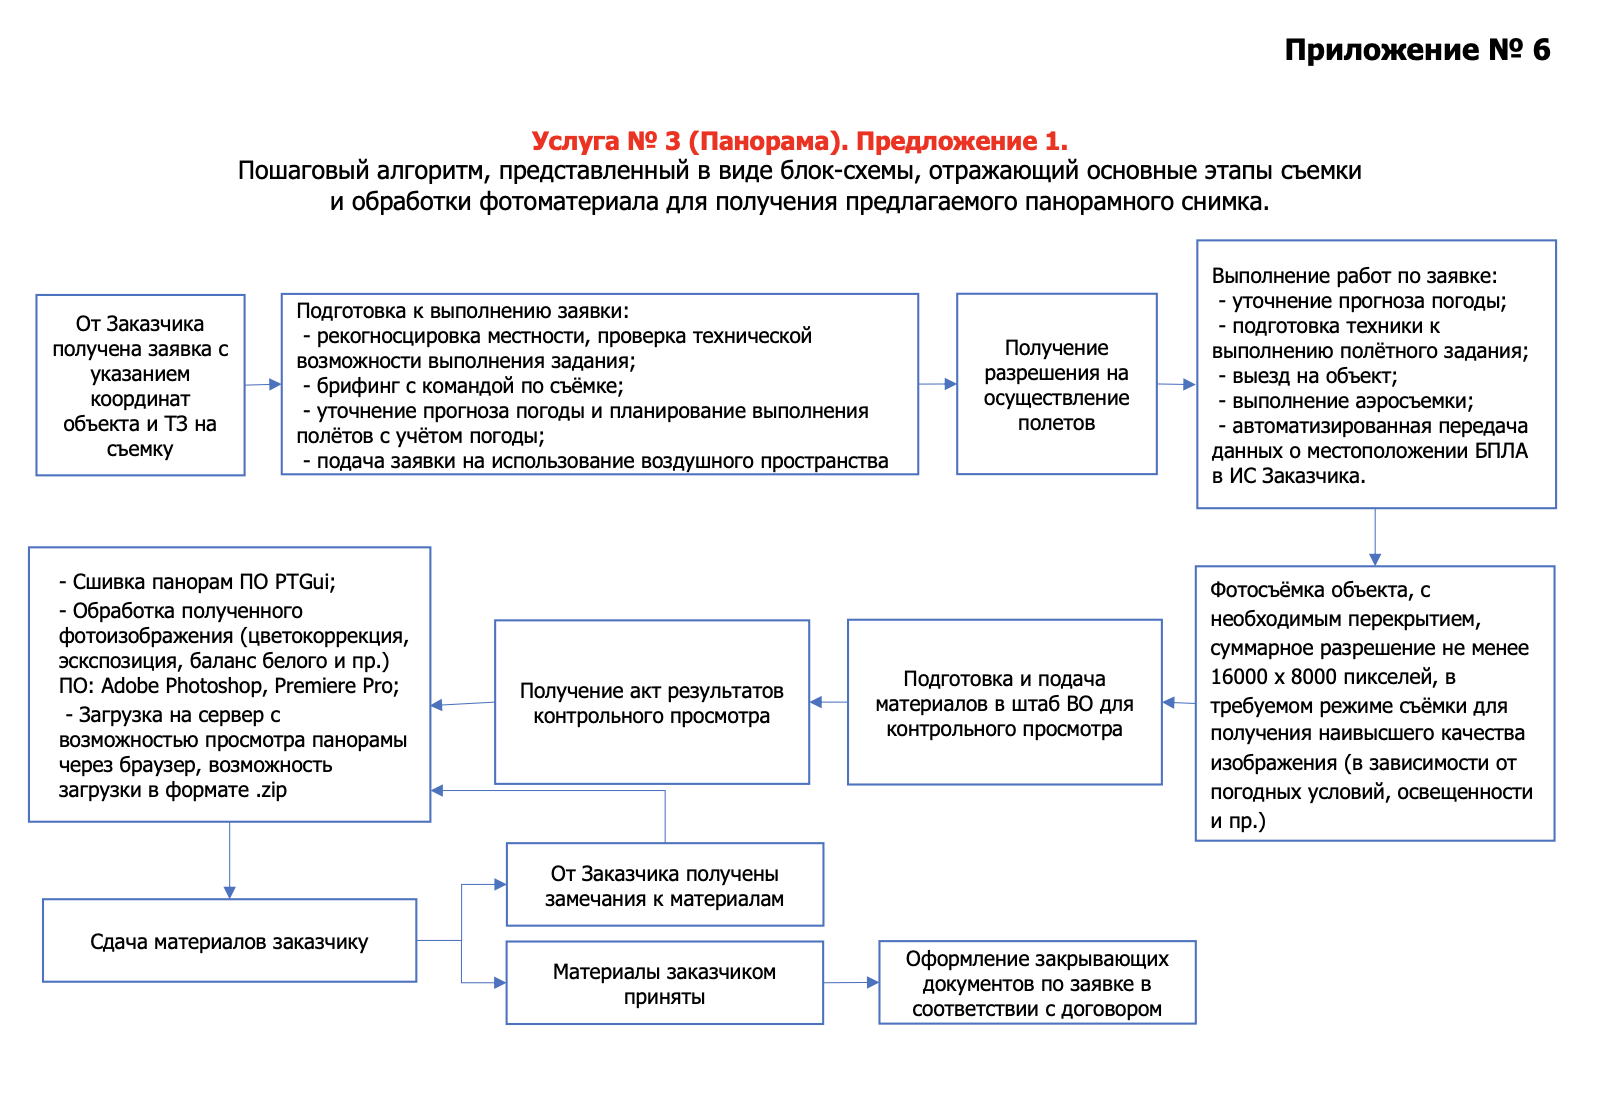 Приложение № 6
Услуга № 3 (Панорама). Предложение 1.
Пошаговый алгоритм, представленный в виде блок-схемы, отражающий основные этапы съемки
и обработки фотоматериала для получения предлагаемого панорамного снимка.
От Заказчика
получена заявка с
указанием
координат
объекта и ТЗ на
съемку
Подготовка к выполнению заявки:
- рекогносцировка местности, проверка технической
возможности выполнения задания;
- брифинг с командой по съёмке;
- уточнение прогноза погоды и планирование выполнения
полётов с учётом погоды;
- подача заявки на использование воздушного пространства
Получение
разрешения на
осуществление
полетов
Выполнение работ по заявке:
- уточнение прогноза погоды;
- подготовка техники к
выполнению полётного задания;
- выезд на объект;
- выполнение аэросъемки;
- автоматизированная передача
данных о местоположении БПЛА
в ИС Заказчика.
Фотосъёмка объекта, с
необходимым перекрытием,
суммарное разрешение не менее
16000 x 8000 пикселей, в
требуемом режиме съёмки для
получения наивысшего качества
изображения (в зависимости от
погодных условий, освещенности
и пр.)
Подготовка и подача
материалов в штаб ВО для
контрольного просмотра
Получение акт результатов
контрольного просмотра
- Сшивка панорам ПО PTGui;
- Обработка полученного
фотоизображения (цветокоррекция,
эскспозиция, баланс белого и пр.)
ПО: Adobe Photoshop, Premiere Pro;
- Загрузка на сервер с
возможностью просмотра панорамы
через браузер, возможность
загрузки в формате .zip
Сдача материалов заказчику
От Заказчика получены
замечания к материалам
Материалы заказчиком
приняты
Оформление закрывающих
документов по заявке в
соответствии с договором